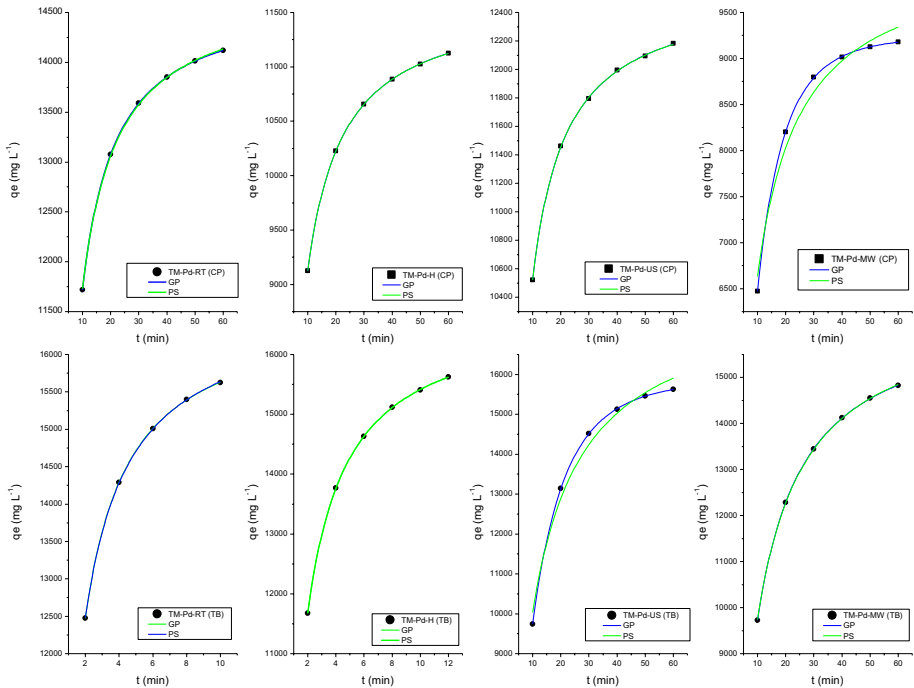 14000
13500
13000
12500
12000
11500
qe (mg L⁻¹)
10 20 30 40 50 60
t (min)
TM-Pd-RT (CP)
GP
PS
11500
11000
10500
10000
9500
9000
qe (mg L⁻¹)
10 20 30 40 50 60
t (min)
TM-Pd-H (CP)
GP
PS
12200
12000
11800
11600
11400
11200
11000
10800
10600
10400
qe (mg L⁻¹)
10 20 30 40 50 60
t (min)
TM-Pd-US (CP)
GP
PS
9500
9000
8500
8000
7500
7000
6500
qe (mg L⁻¹)
10 20 30 40 50 60
t (min)
TM-Pd-MW (CP)
GP
PS
16000
15500
15000
14500
14000
13500
13000
12500
12000
qe (mg L⁻¹)
2 4 6 8 10
t (min)
TM-Pd-RT (TB)
GP
PS
16000
15000
14000
13000
12000
11000
qe (mg L⁻¹)
2 4 6 8 10 12
t (min)
TM-Pd-H (TB)
GP
PS
16000
15000
14000
13000
12000
11000
10000
9000
qe (mg L⁻¹)
10 20 30 40 50 60
t (min)
TM-Pd-US (TB)
GP
PS
15000
14000
13000
12000
11000
10000
9000
qe (mg L⁻¹)
10 20 30 40 50 60
t (min)
TM-Pd-MW (TB)
GP
PS